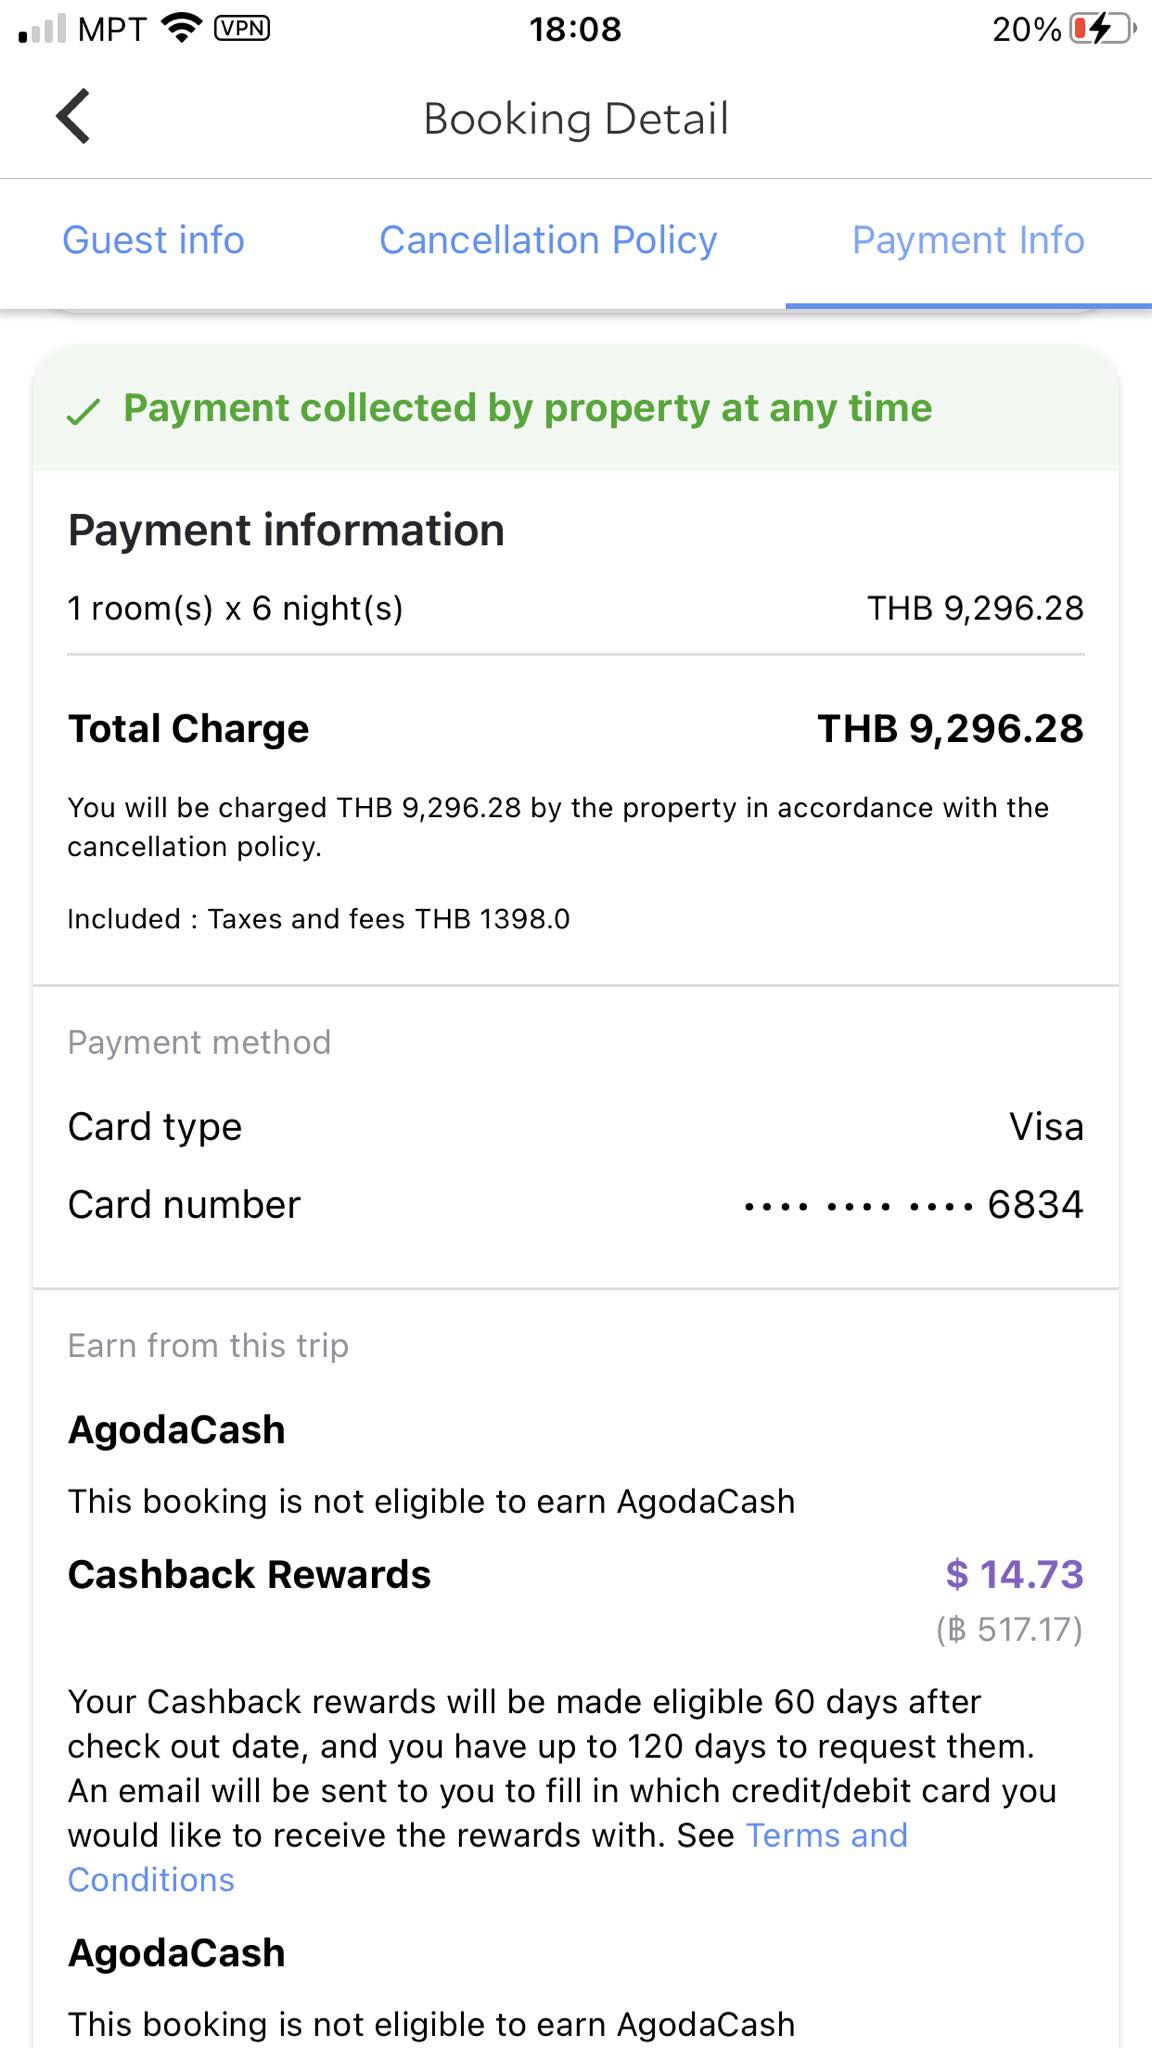 MPT VPN 18:08 20%
Booking Detail
Guest info Cancellation Policy Payment Info
Payment collected by property at any time
Payment information
1 room(s) x 6 night(s) THB 9,296.28
Total Charge THB 9,296.28
You will be charged THB 9,296.28 by the property in accordance with the
cancellation policy.
Included : Taxes and fees THB 1398.0
Payment method
Card type Visa
Card number •••• •••• •••• 6834
Earn from this trip
AgodaCash
This booking is not eligible to earn AgodaCash
Cashback Rewards $ 14.73
(฿ 517.17)
Your Cashback rewards will be made eligible 60 days after
check out date, and you have up to 120 days to request them.
An email will be sent to you to fill in which credit/debit card you
would like to receive the rewards with. See Terms and
Conditions
AgodaCash
This booking is not eligible to earn AgodaCash